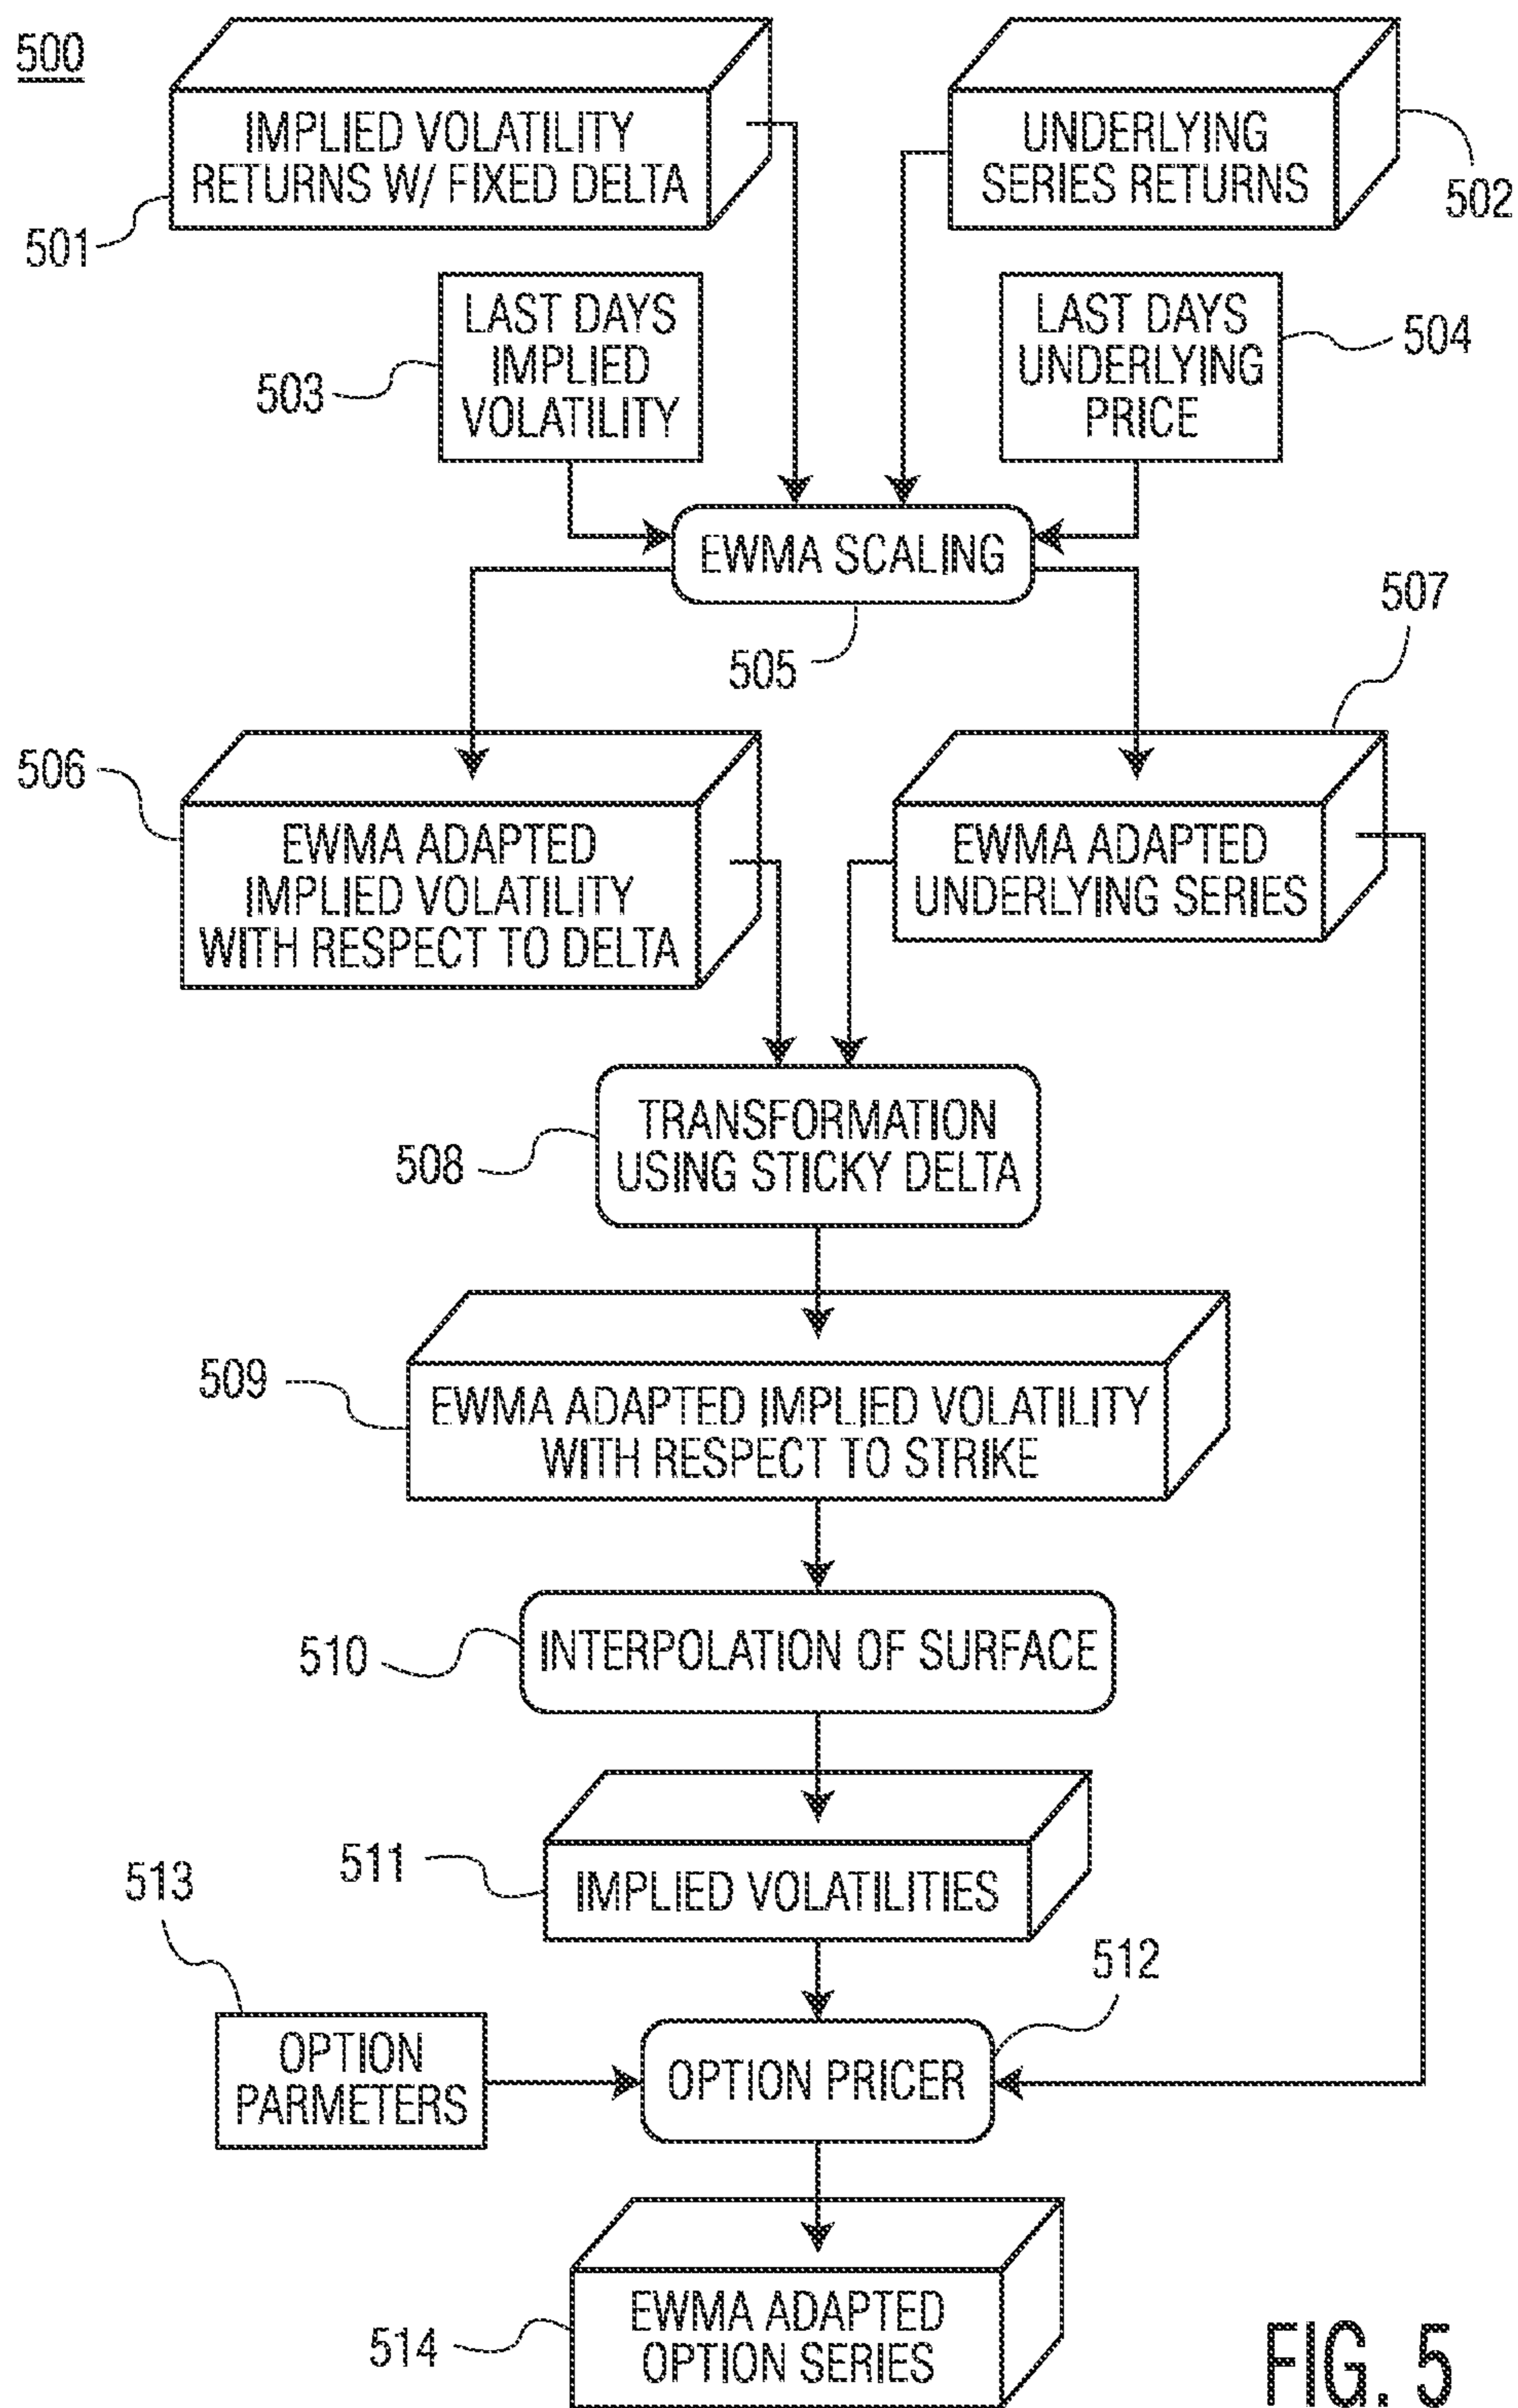 500
IMPLIED VOLATILITY
RETURNS W/ FIXED DELTA
501
UNDERLYING
SERIES RETURNS
502
LAST DAYS
IMPLIED
VOLATILITY
503
LAST DAYS
UNDERLYING
PRICE
504
EWMA SCALING
505
507
506
EWMA ADAPTED
IMPLIED VOLATILITY
WITH RESPECT TO DELTA
EWMA ADAPTED
UNDERLYING SERIES
TRANSFORMATION
USING STICKY DELTA
508
509
EWMA ADAPTED IMPLIED VOLATILITY
WITH RESPECT TO STRIKE
510
INTERPOLATION OF SURFACE
511
IMPLIED VOLATILITIES
513
512
OPTION
PARMETERS
OPTION PRICER
514
EWMA ADAPTED
OPTION SERIES
FIG. 5